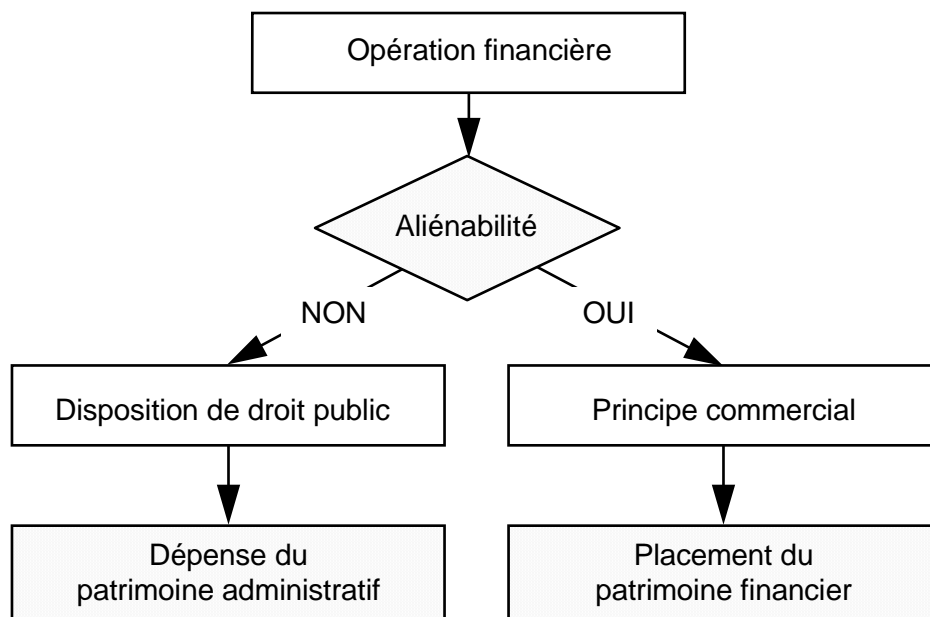 Opération financière
Aliénabilité
NON
OUI
Disposition de droit public
Principe commercial
Dépense du
patrimoine administratif
Placement du
patrimoine financier